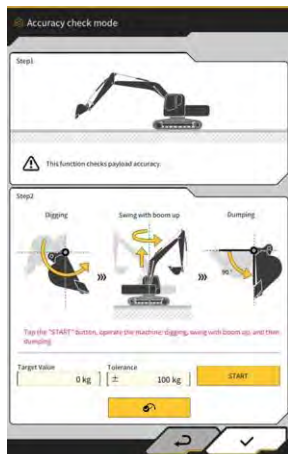 Accuracy check mode
Step1
This function checks payload accuracy.
Step2
Digging
Swing with boom up
Dumping
Tap the "START" button, operate the machine: digging, swing with boom up, and then
dumping
Target Value
Tolerance
0 kg
± 100 kg
START